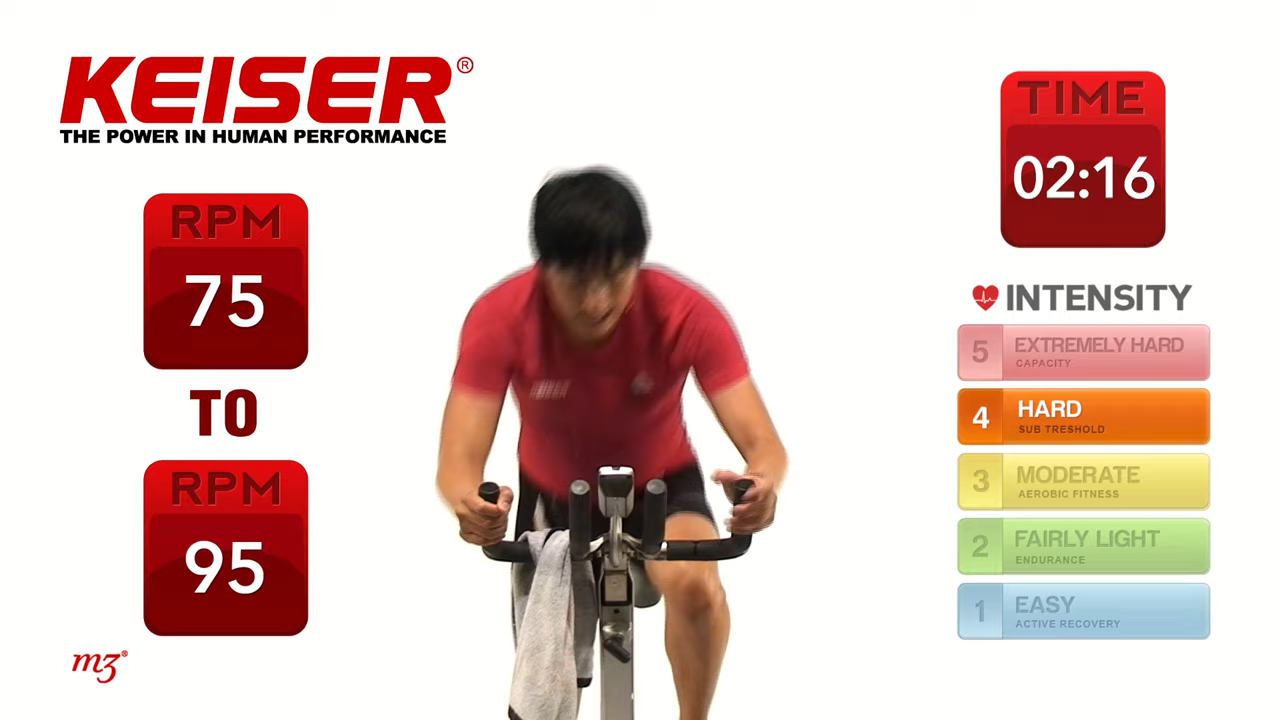 KEISER®
THE POWER IN HUMAN PERFORMANCE
RPM
75
TO
RPM
95
m3®
TIME
02:16
INTENSITY
5 EXTREMELY HARD
CAPACITY
4 HARD
SUB TRESHOLD
3 MODERATE
AEROBIC FITNESS
2 FAIRLY LIGHT
ENDURANCE
1 EASY
ACTIVE RECOVERY